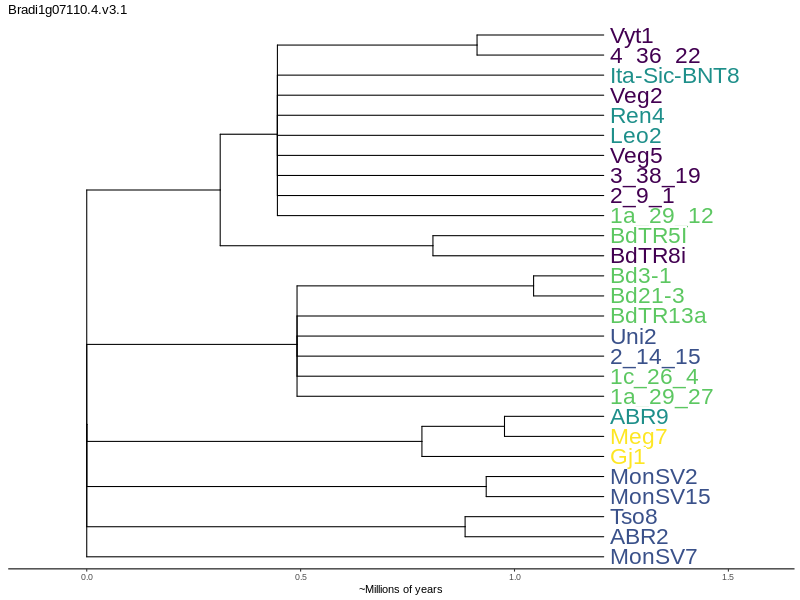 Bradi1g07110.4.v3.1
Vyt1
4_36_22
Ita-Sic-BNT8
Veg2
Ren4
Leo2
Veg5
3_38_19
2_9_1
1a_29_12
BdTR5I
BdTR8i
Bd3-1
Bd21-3
BdTR13a
Uni2
2_14_15
1c_26_4
1a_29_27
ABR9
Meg7
Gj1
MonSV2
MonSV15
Tso8
ABR2
MonSV7
0.0 0.5 1.0 1.5
~Millions of years